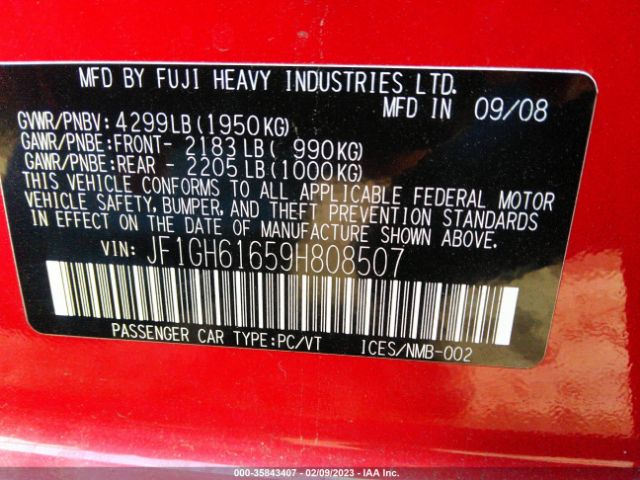 MFD BY FUJI HEAVY INDUSTRIES LTD.
MFD IN 09/08
GVWR/PNBV: 4299LB(1950KG)
GAWR/PNBE:FRONT- 2183LB( 990KG)
GAWR/PNBE:REAR - 2205LB(1000KG)
THIS VEHICLE CONFORMS TO ALL APPLICABLE FEDERAL MOTOR
VEHICLE SAFETY, BUMPER, AND THEFT PREVENTION STANDARDS
IN EFFECT ON THE DATE OF MANUFACTURE SHOWN ABOVE.
VIN: JF1GH61659H808507
PASSENGER CAR TYPE:PC/VT ICES/NMB-002
000-35843407 - 02/09/2023 - IAA Inc.